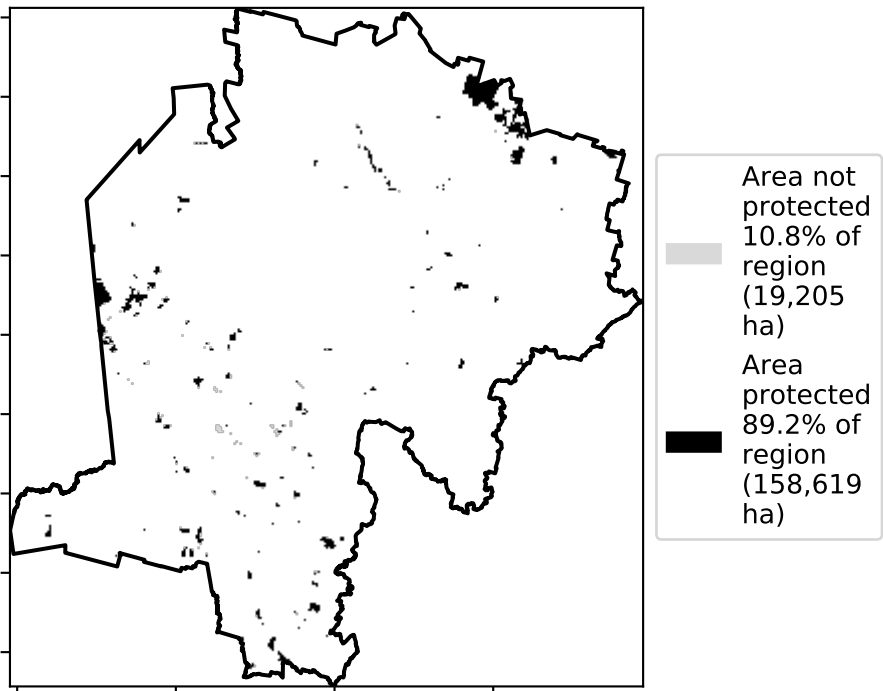 Area not
protected
10.8% of
region
(19,205
ha)
Area
protected
89.2% of
region
(158,619
ha)